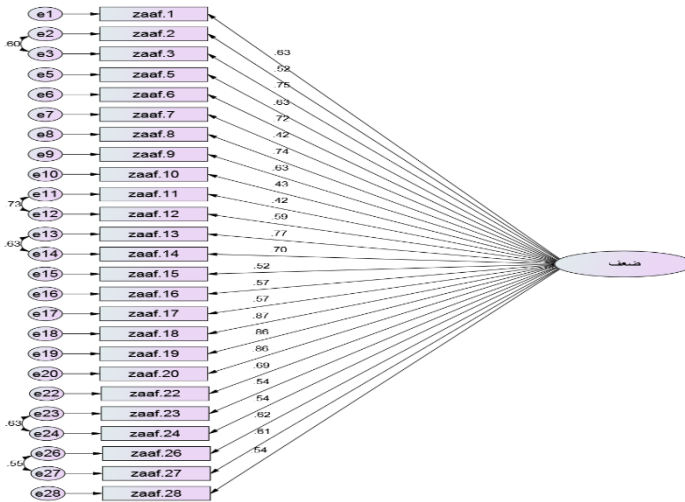 e1 zaaf.1
e2 zaaf.2
.60
e3 zaaf.3 .63
.52
e5 zaaf.5 .75
e6 zaaf.6 .63
e7 zaaf.7 .72
.42
e8 zaaf.8
e9 zaaf.9 .74
e10 zaaf.10 .63
e11 zaaf.11 .43
.73
.42
e12 zaaf.12 .59
e13 zaaf.13 .77
.63
e14 zaaf.14 .70
ضعف
e15 zaaf.15 .52
e16 zaaf.16 .57
e17 zaaf.17 .57
e18 zaaf.18 .87
.86
e19 zaaf.19 .86
e20 zaaf.20 .69
e22 zaaf.22 .54
.54
e23 zaaf.23 .62
.63
e24 zaaf.24 .61
e26 zaaf.26 .54
.55
e27 zaaf.27
e28 zaaf.28